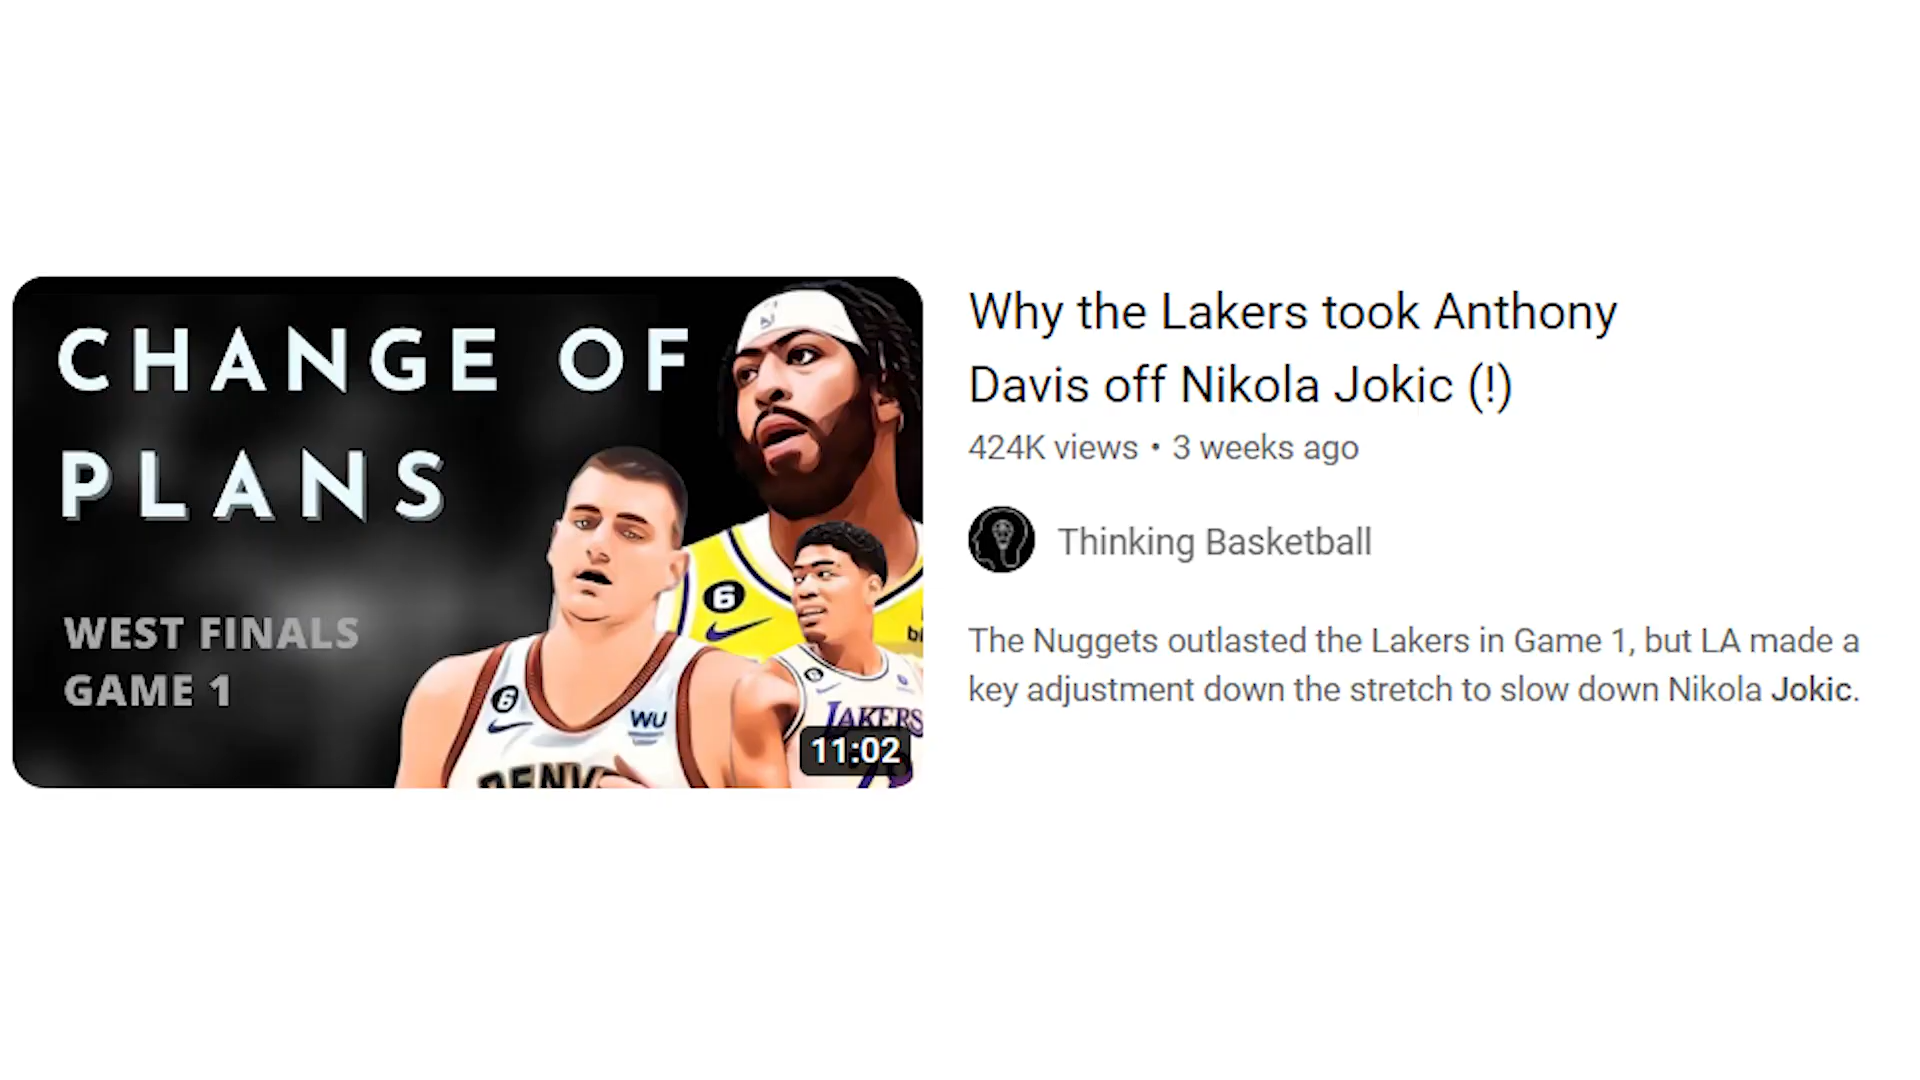 CHANGE OF
PLANS
WEST FINALS
GAME 1
6
bi
6
WU
DENV
6
LAKERS
11:02
Why the Lakers took Anthony
Davis off Nikola Jokic (!)
424K views • 3 weeks ago
Thinking Basketball
The Nuggets outlasted the Lakers in Game 1, but LA made a
key adjustment down the stretch to slow down Nikola Jokic.